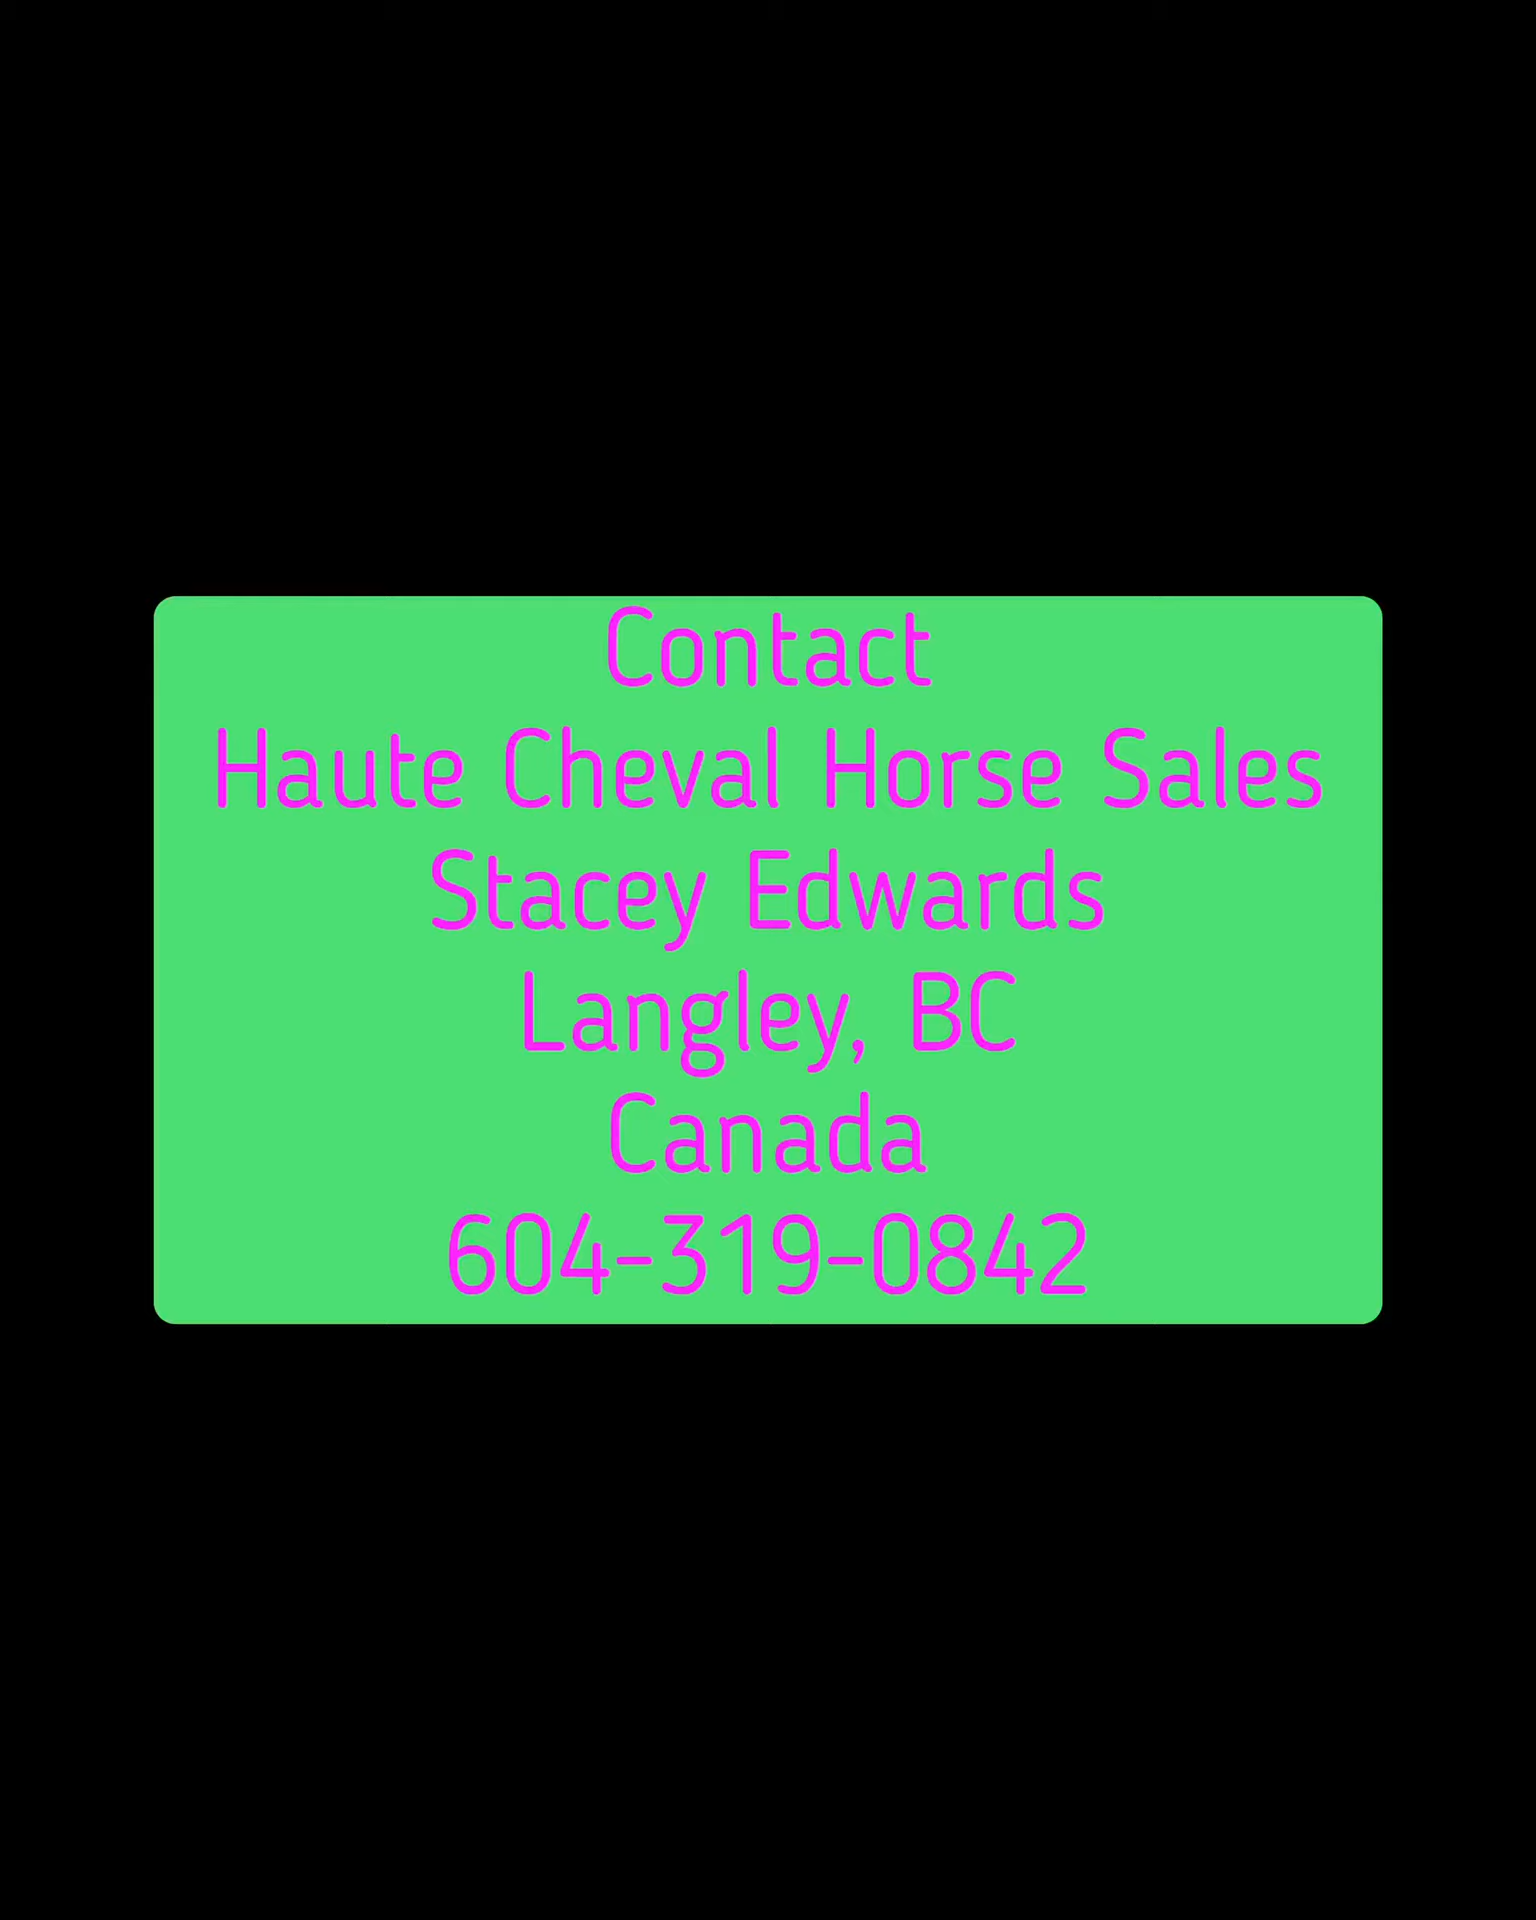 Contact
Haute Cheval Horse Sales
Stacey Edwards
Langley, BC
Canada
604-319-0842